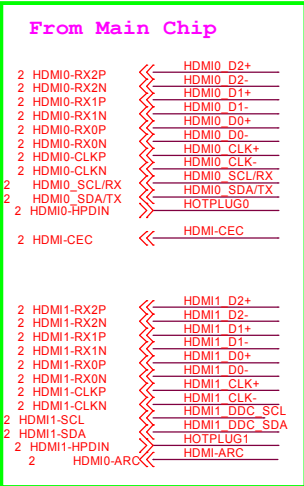 From Main Chip
2 HDMI0-RX2P HDMI0_D2+
2 HDMI0-RX2N HDMI0_D2-
2 HDMI0-RX1P HDMI0_D1+
2 HDMI0-RX1N HDMI0_D1-
2 HDMI0-RX0P HDMI0_D0+
2 HDMI0-RX0N HDMI0_D0-
2 HDMI0-CLKP HDMI0_CLK+
2 HDMI0-CLKN HDMI0_CLK-
2 HDMI0_SCL/RX HDMI0_SCL/RX
2 HDMI0_SDA/TX HDMI0_SDA/TX
2 HDMI0-HPDIN HOTPLUG0
2 HDMI-CEC HDMI-CEC
2 HDMI1-RX2P HDMI1_D2+
2 HDMI1-RX2N HDMI1_D2-
2 HDMI1-RX1P HDMI1_D1+
2 HDMI1-RX1N HDMI1_D1-
2 HDMI1-RX0P HDMI1_D0+
2 HDMI1-RX0N HDMI1_D0-
2 HDMI1-CLKP HDMI1_CLK+
2 HDMI1-CLKN HDMI1_CLK-
2 HDMI1-SCL HDMI1_DDC_SCL
2 HDMI1-SDA HDMI1_DDC_SDA
2 HDMI1-HPDIN HOTPLUG1
2 HDMI0-ARC HDMI-ARC